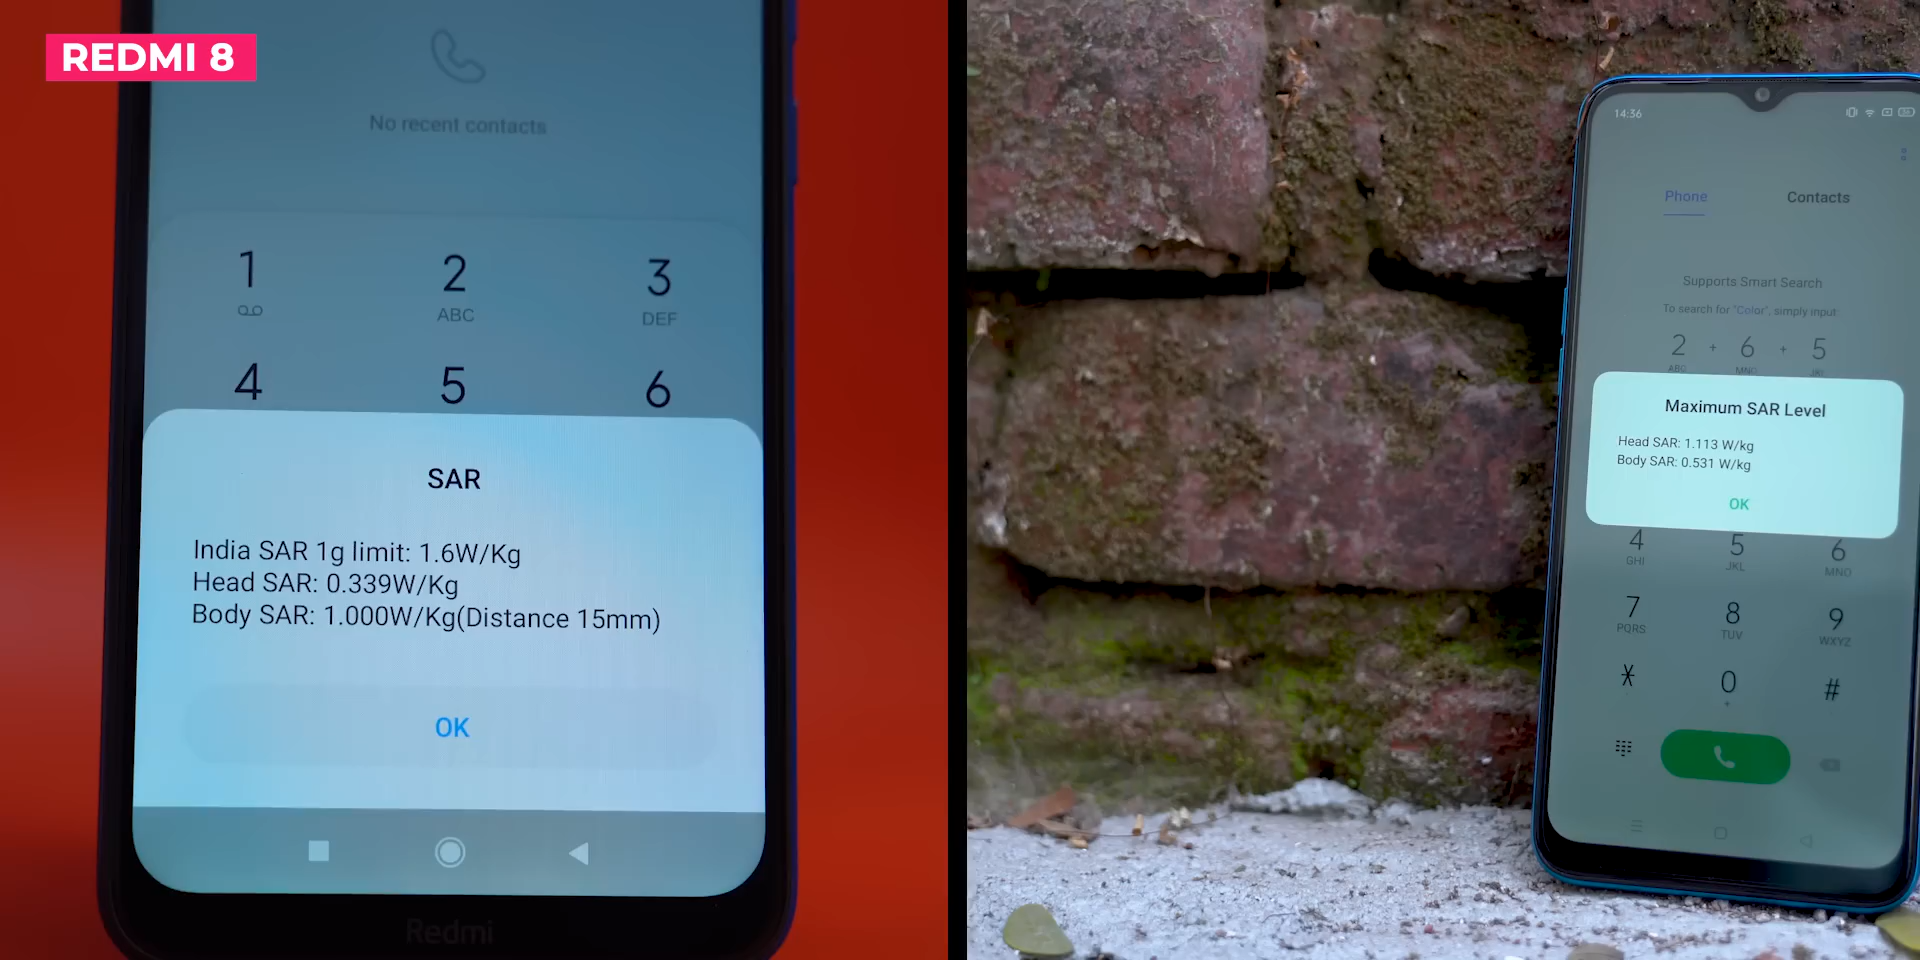 REDMI 8
No recent contacts
1
2
ABC
3
DEF
4
5
6
SAR
India SAR 1g limit: 1.6W/Kg
Head SAR: 0.339W/Kg
Body SAR: 1.000W/Kg(Distance 15mm)
OK
Redmi
14:36
Phone
Contacts
Supports Smart Search
To search for "Color", simply input:
2 + 6 + 5
ABC MNO JKL
Maximum SAR Level
Head SAR: 1.113 W/kg
Body SAR: 0.531 W/kg
OK
4 5 6
GHI JKL MNO
7 8 9
PQRS TUV WXYZ
* 0 #
+